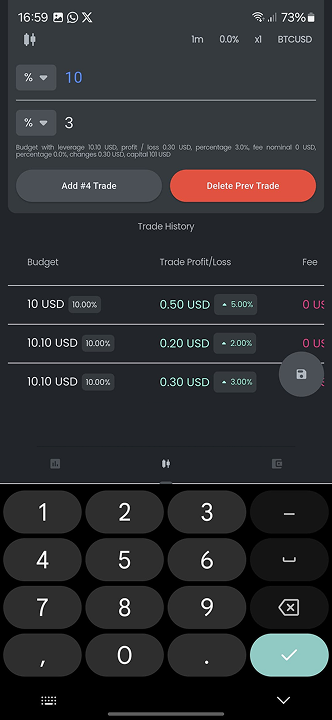 16:59 73%
1m 0.0% x1 BTCUSD
% 10
% 3
Budget with leverage 10.10 USD, profit / loss 0.30 USD, percentage 3.0%, fee nominal 0 USD,
percentage 0.0%, changes 0.30 USD, capital 101 USD
Add #4 Trade Delete Prev Trade
Trade History
Budget Trade Profit/Loss Fee
10 USD 10.00% 0.50 USD 5.00% 0 US
10.10 USD 10.00% 0.20 USD 2.00% 0 US
10.10 USD 10.00% 0.30 USD 3.00%
1 2 3 –
4 5 6
7 8 9
, 0 .